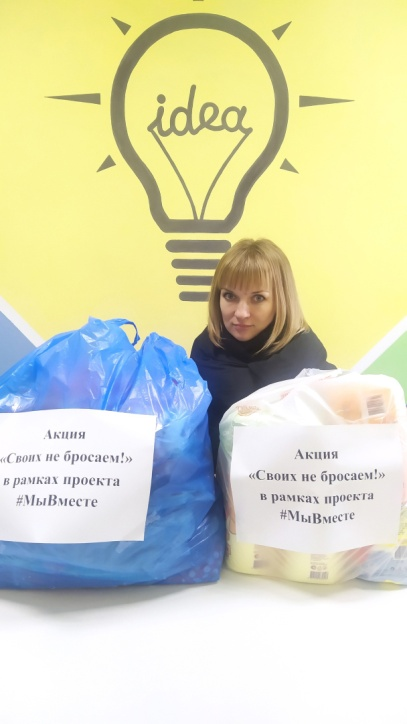 idea
Акция
«Своих не бросаем!»
в рамках проекта
#МыВместе
Акция
«Своих не бросаем!»
в рамках проекта
#МыВместе